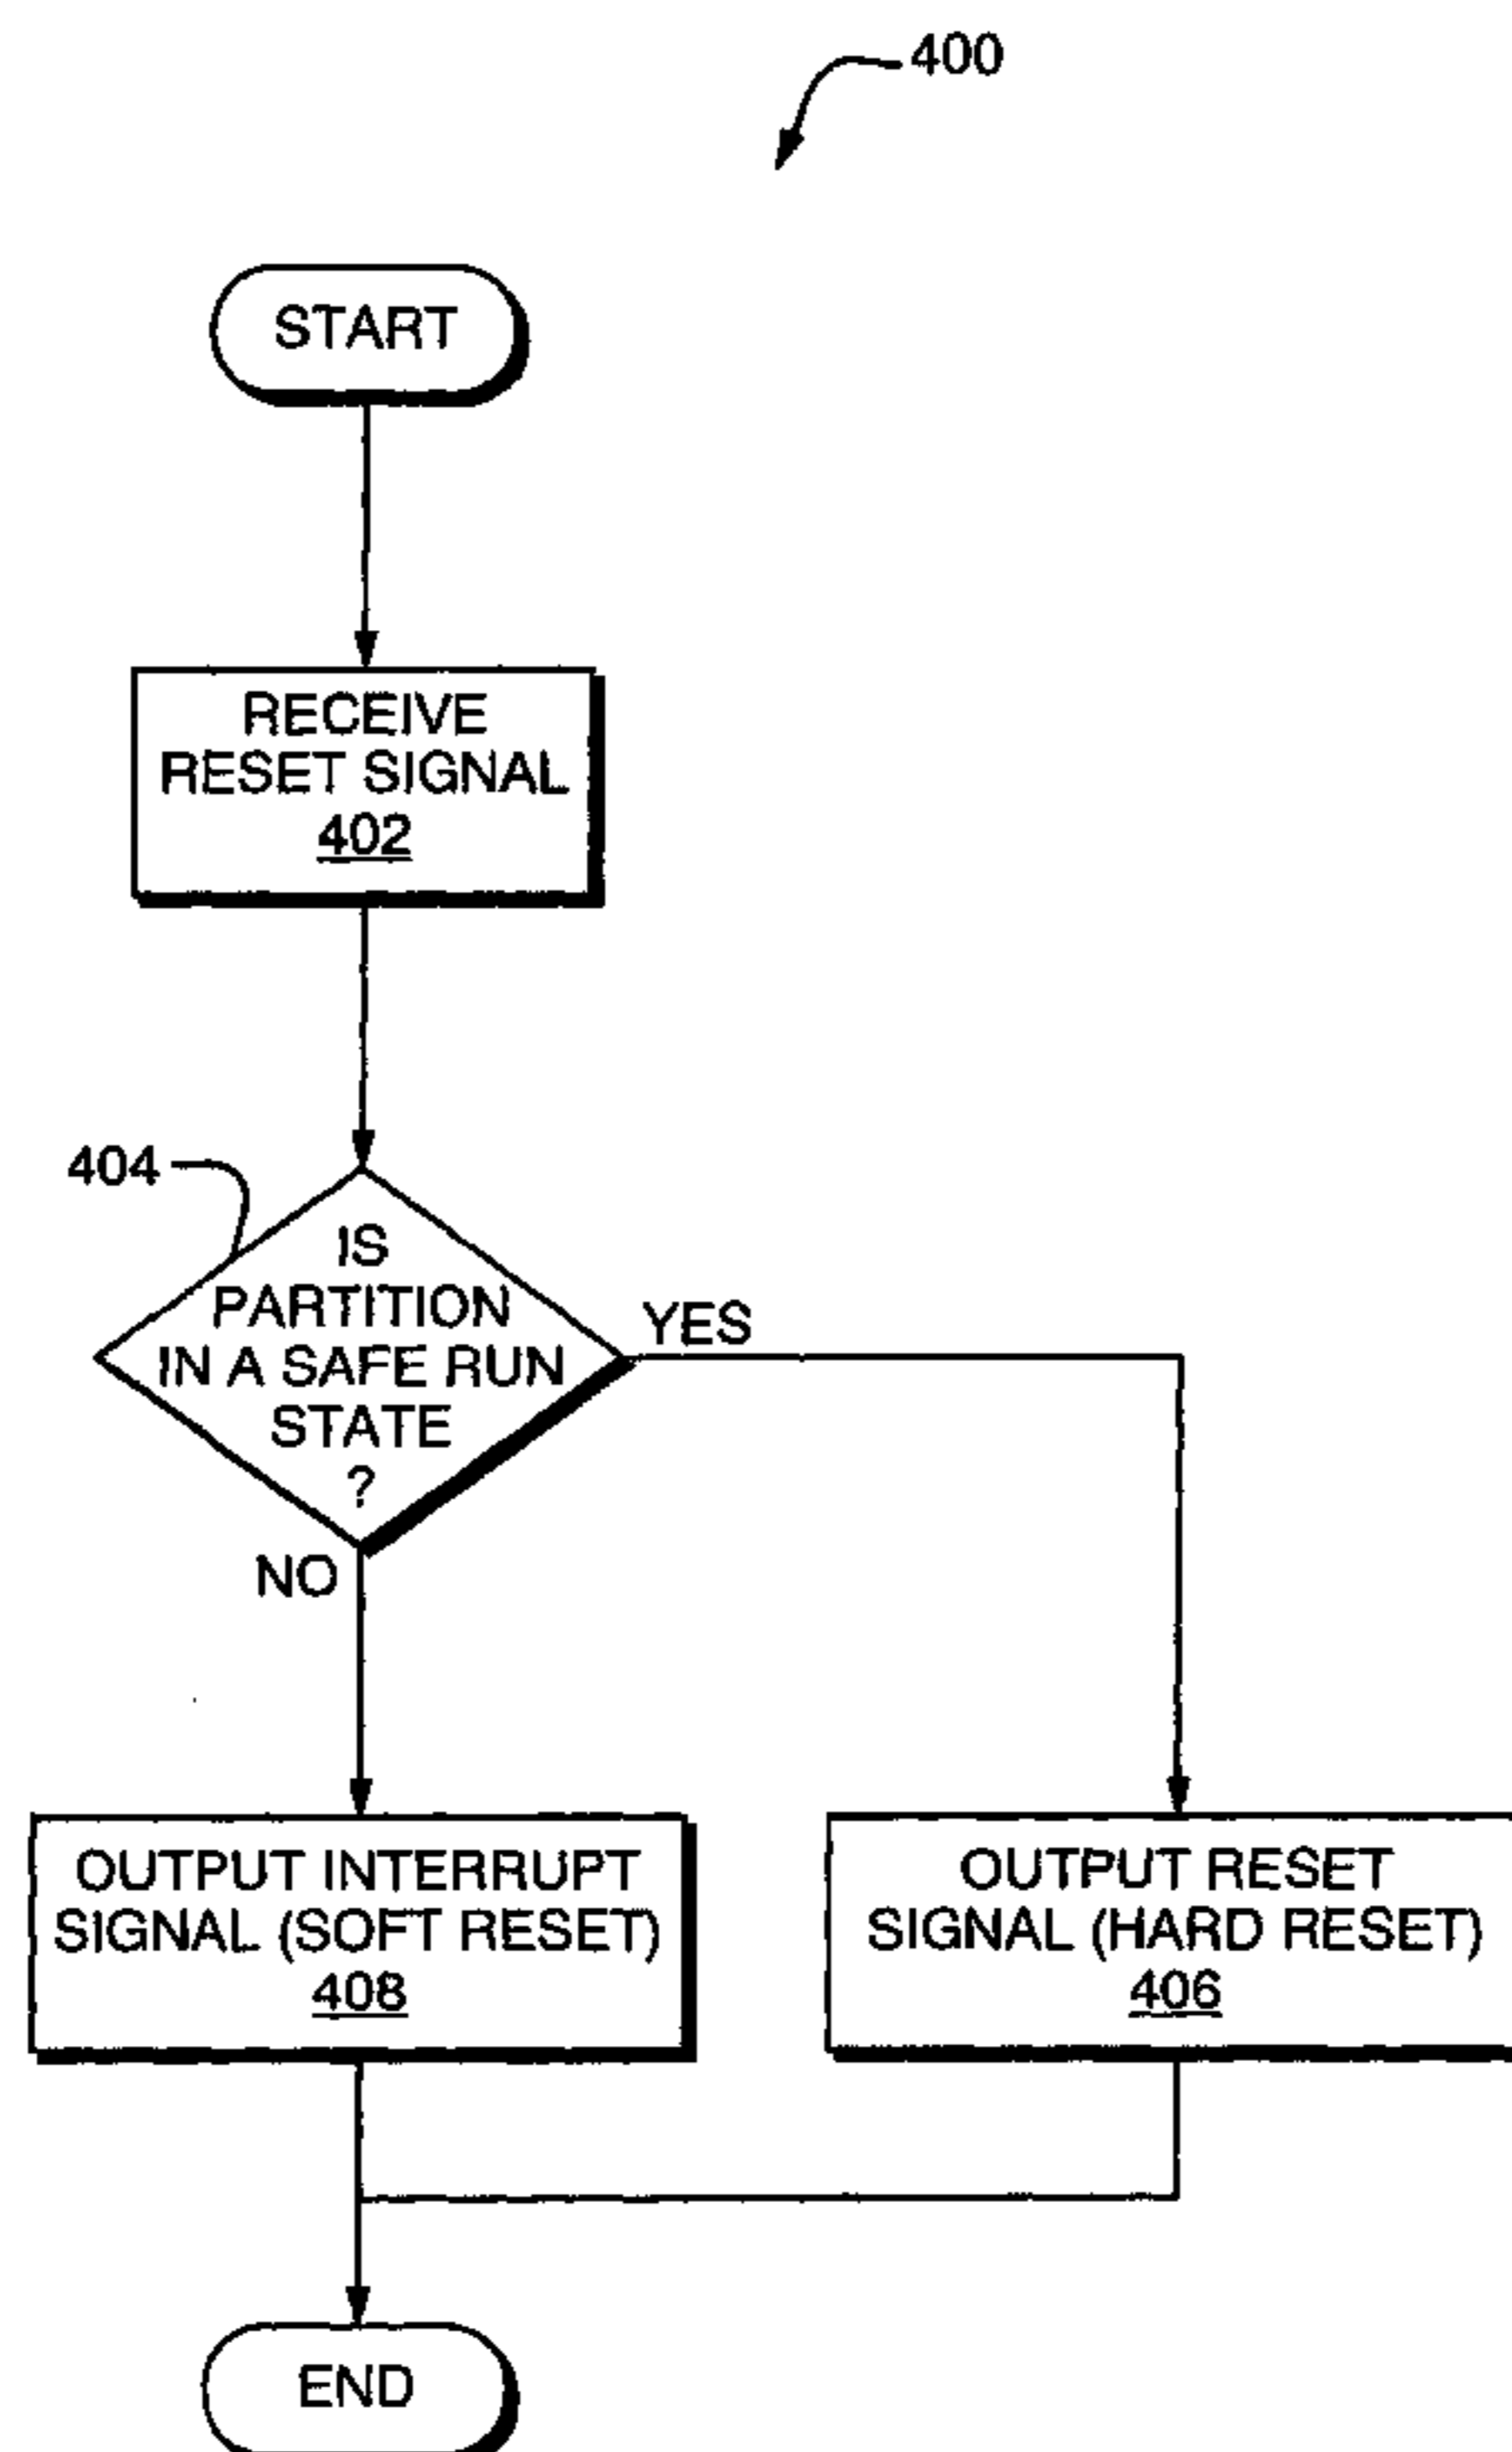 400
START
RECEIVE
RESET SIGNAL
402
404
IS
PARTITION
IN A SAFE RUN
STATE
?
YES
NO
OUTPUT INTERRUPT
SIGNAL (SOFT RESET)
408
OUTPUT RESET
SIGNAL (HARD RESET)
406
END